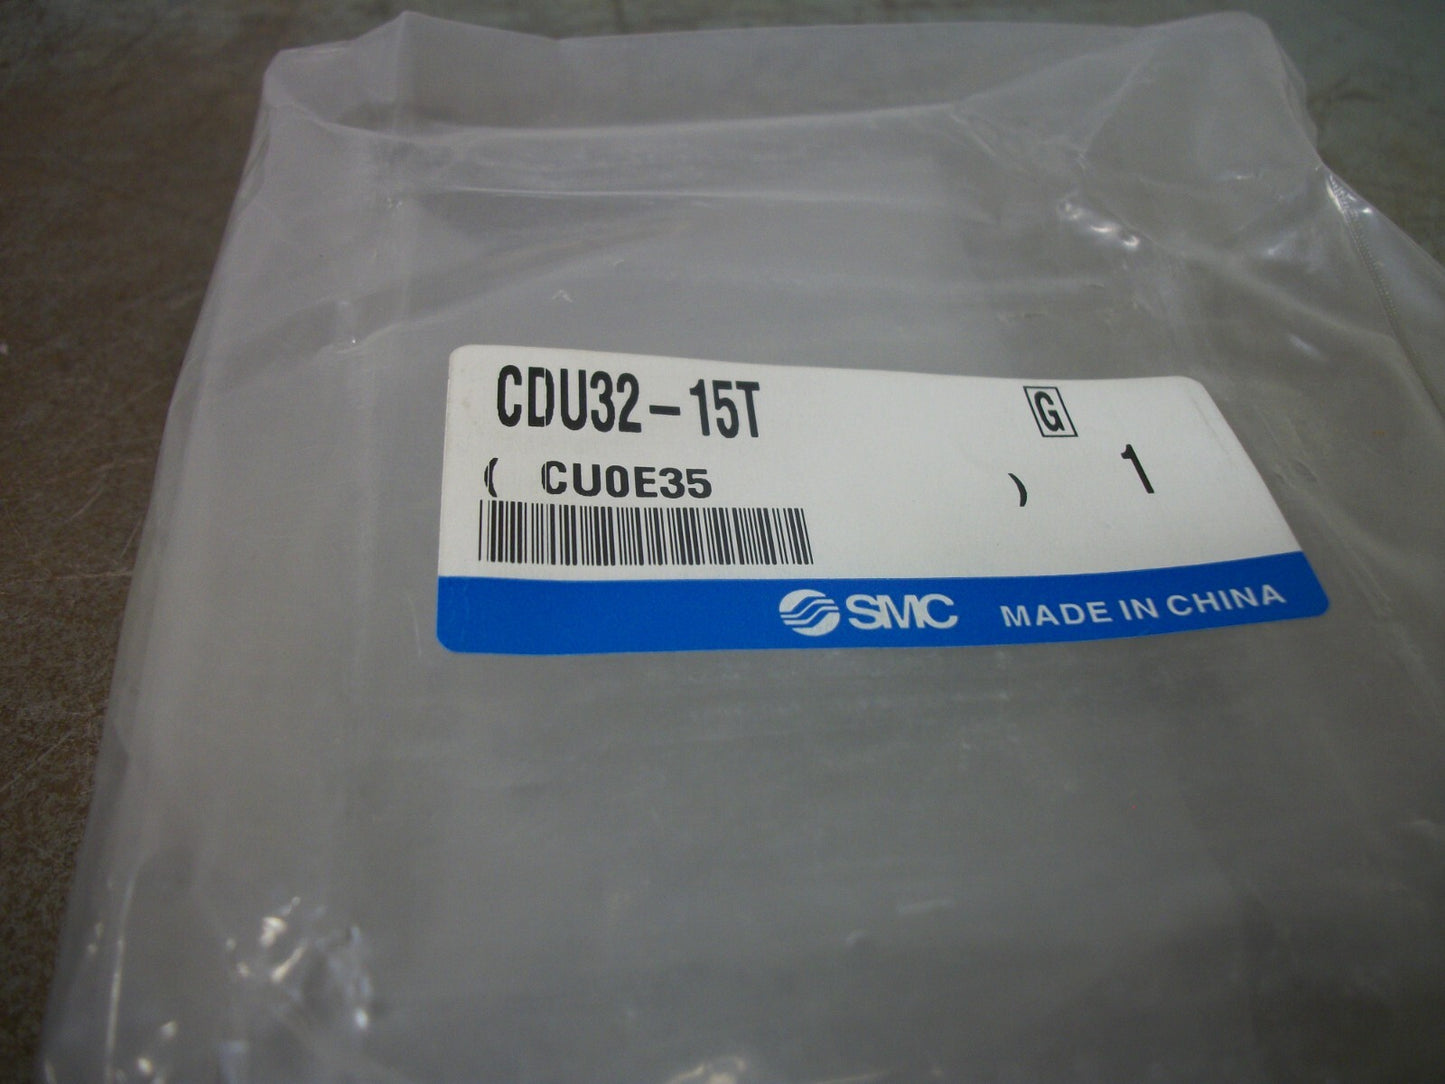 CDU32-15T G
( CU0E35 ) 1
SMC MADE IN CHINA